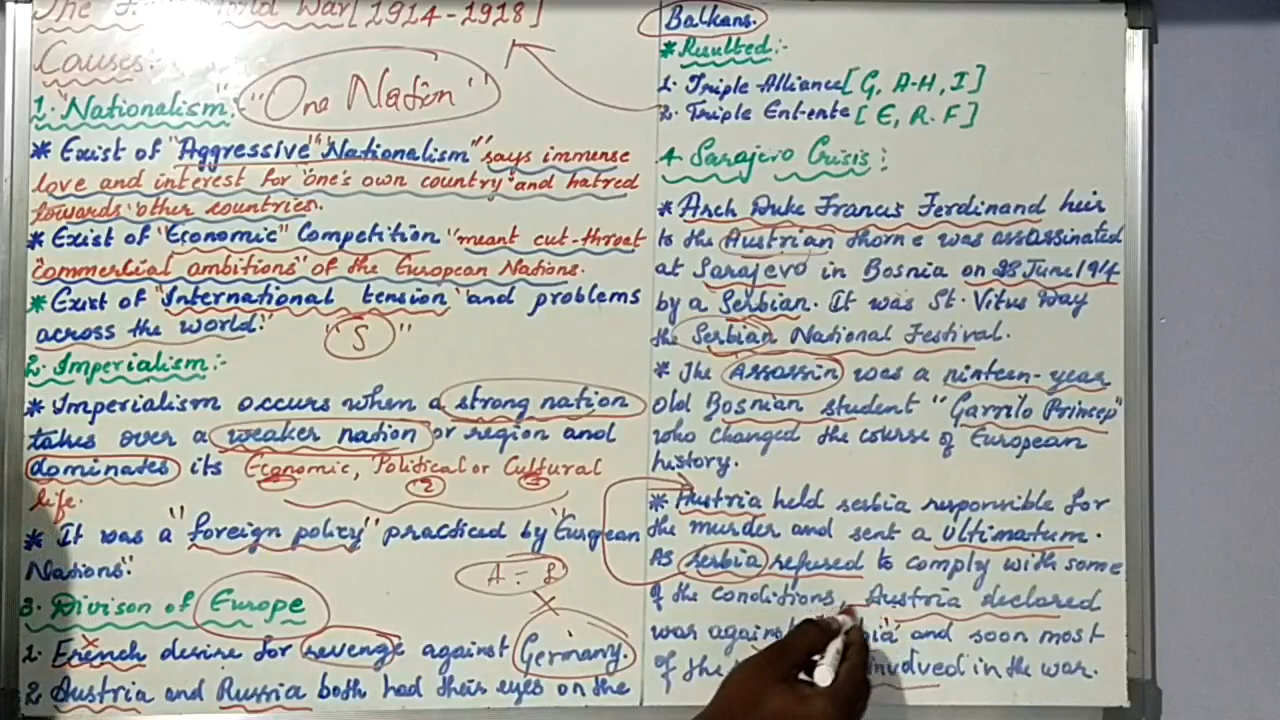 The F World War [1914-1918]
Causes:
1. "Nationalism": "One Nation"
* Exist of "Aggressive" "Nationalism" says immense
love and interest for "one's own country" and hatred
towards other countries.
* Exist of "Economic" Competition "meant cut-throat
commercial ambitions" of the European Nations.
* Exist of "International tension" and problems
across the world."
"S"
2. Imperialism:-
* Imperialism occurs when a strong nation
takes over a weaker nation or region and
dominates its Economic, Political or Cultural
1 2 3
life.
* It was a "foreign policy" practiced by "European
Nations."
A = £
3. Divison of Europe
1. French desire for revenge against Germany.
2. Austria and Russia both had their eyes on the
Balkans.
* Resulted:-
1. Triple Alliance [G, A-H, I]
2. Triple Entente [E, R. F]
4. Sarajevo Crisis:
* Arch Duke Francis Ferdinand heir
to the Austrian thorne was assassinated
at Sarajevo in Bosnia on 28 June 1914
by a Serbian. It was St. Vitus Day
the Serbian National Festival.
* The Assassin was a ninteen-year
old Bosnian student "Gavrilo Princep"
who changed the course of European
history.
* Austria held serbia responsible for
the murder and sent a ultimatum.
As serbia refused to comply with some
of the conditions, Austria declared
war against and soon most
of the involved in the war.